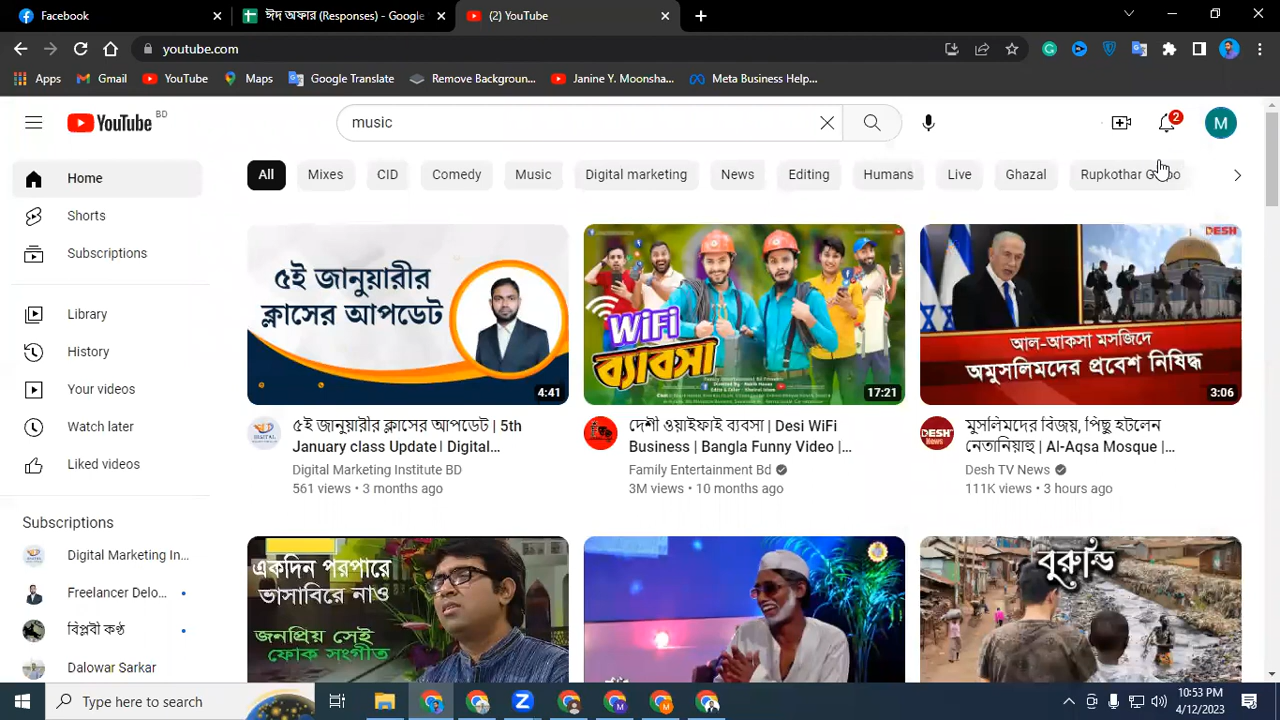 Facebook
ঈদ অফার (Responses) - Google
(2) YouTube
youtube.com
Apps
Gmail
YouTube
Maps
Google Translate
Remove Backgroun...
Janine Y. Moonsha...
Meta Business Help...
YouTube BD
music
2
M
All
Mixes
CID
Comedy
Music
Digital marketing
News
Editing
Humans
Live
Ghazal
Home
Shorts
Subscriptions
Library
History
Your videos
Watch later
Liked videos
Subscriptions
Digital Marketing In...
Freelancer Delo...
বিপ্লবী কণ্ঠ
Dalowar Sarkar
৫ই জানুয়ারীর
ক্লাসের আপডেট
4:41
৫ই জানুয়ারীর ক্লাসের আপডেট | 5th
January class Update। Digital...
Digital Marketing Institute BD
561 views • 3 months ago
WiFi
ব্যাবসা
17:21
দেশী ওয়াইফাই ব্যবসা | Desi WiFi
Business | Bangla Funny Video |...
Family Entertainment Bd
3M views • 10 months ago
DESH
আল-আকসা মসজিদে
অমুসলিমদের প্রবেশ নিষিদ্ধ
3:06
DESH
News
মুসলিমদের বিজয়, পিছু হটলেন
নেতানিয়াহু | Al-Aqsa Mosque |...
Desh TV News
111K views • 3 hours ago
একদিন পরপারে
ভাসাবিরে নাও
জনপ্রিয় সেই
ফোক সংগীত
বুরুন্ডি
Type here to search
10:53 PM
4/12/2023